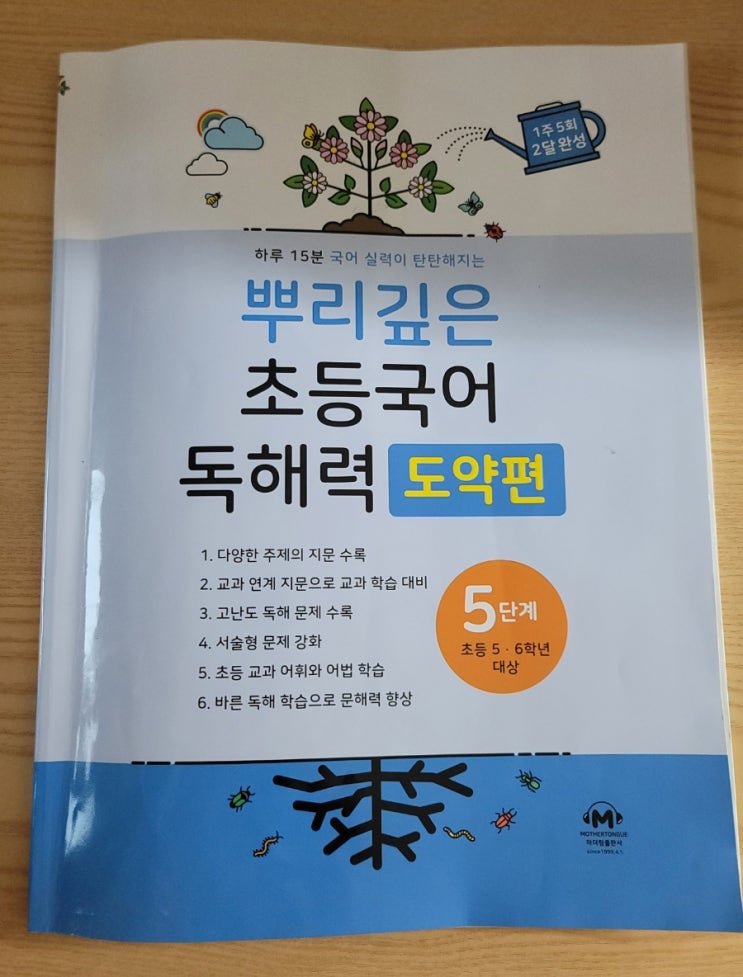 1주 5회
2달 완성
하루 15분 국어 실력이 탄탄해지는
뿌리깊은
초등국어
독해력 도약편
1. 다양한 주제의 지문 수록
2. 교과 연계 지문으로 교과 학습 대비
3. 고난도 독해 문제 수록
4. 서술형 문제 강화
5. 초등 교과 어휘와 어법 학습
6. 바른 독해 학습으로 문해력 향상
5단계
초등 5 · 6학년
대상
M
MOTHERTONGUE
마더텅출판사
since1999.4.1.